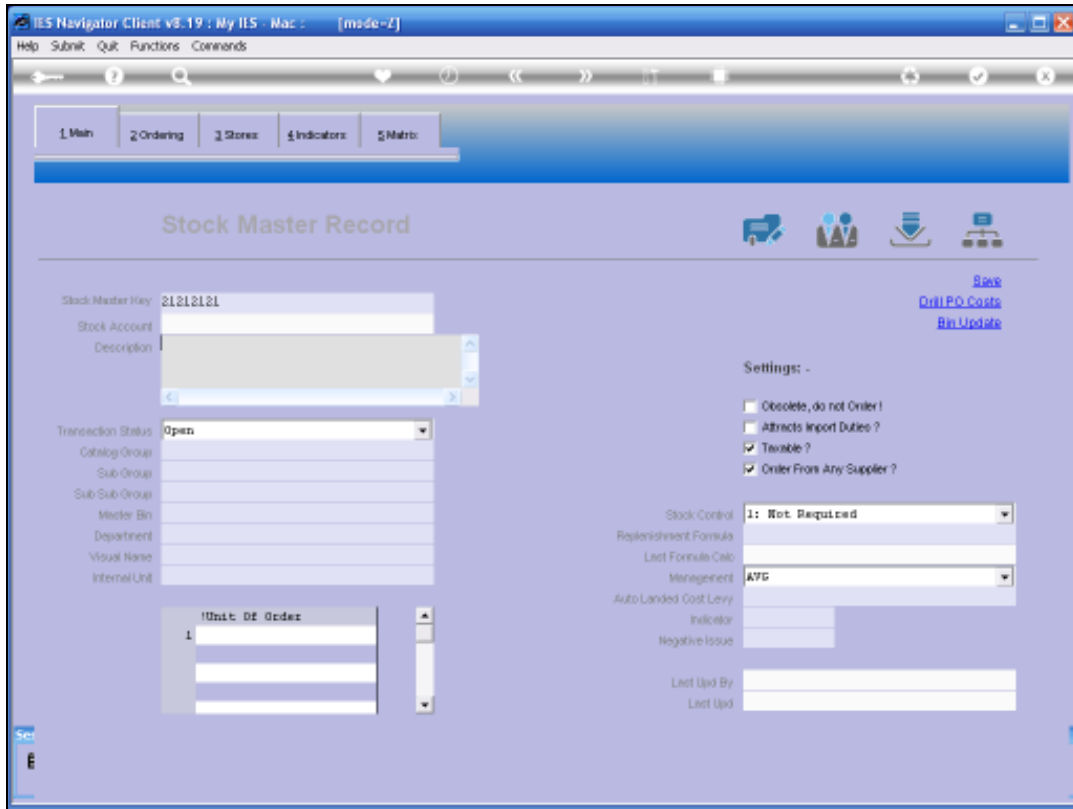 IES Navigator Client v8.19 : My IES - Mac : [mode=Z]
Help Submit Quit Functions Commands
1 Main 2 Ordering 3 Stores 4 Indicators 5 Matrix
Stock Master Record
Save
Drill PO Costs
Bin Update
Stock Master Key 21212121
Stock Account
Description
Settings: -
Obsolete, do not Order !
Attracts Import Duties ?
Taxable ?
Order From Any Supplier ?
Transaction Status Open
Catalog Group
Sub Group
Sub Sub Group
Master Bin
Department
Visual Name
Internal Unit
Stock Control 1: Not Required
Replenishment Formula
Last Formula Calc
Management AVG
Auto Landed Cost Levy
Indicator
Negative Issue
!Unit Of Order
1
Last Upd By
Last Upd